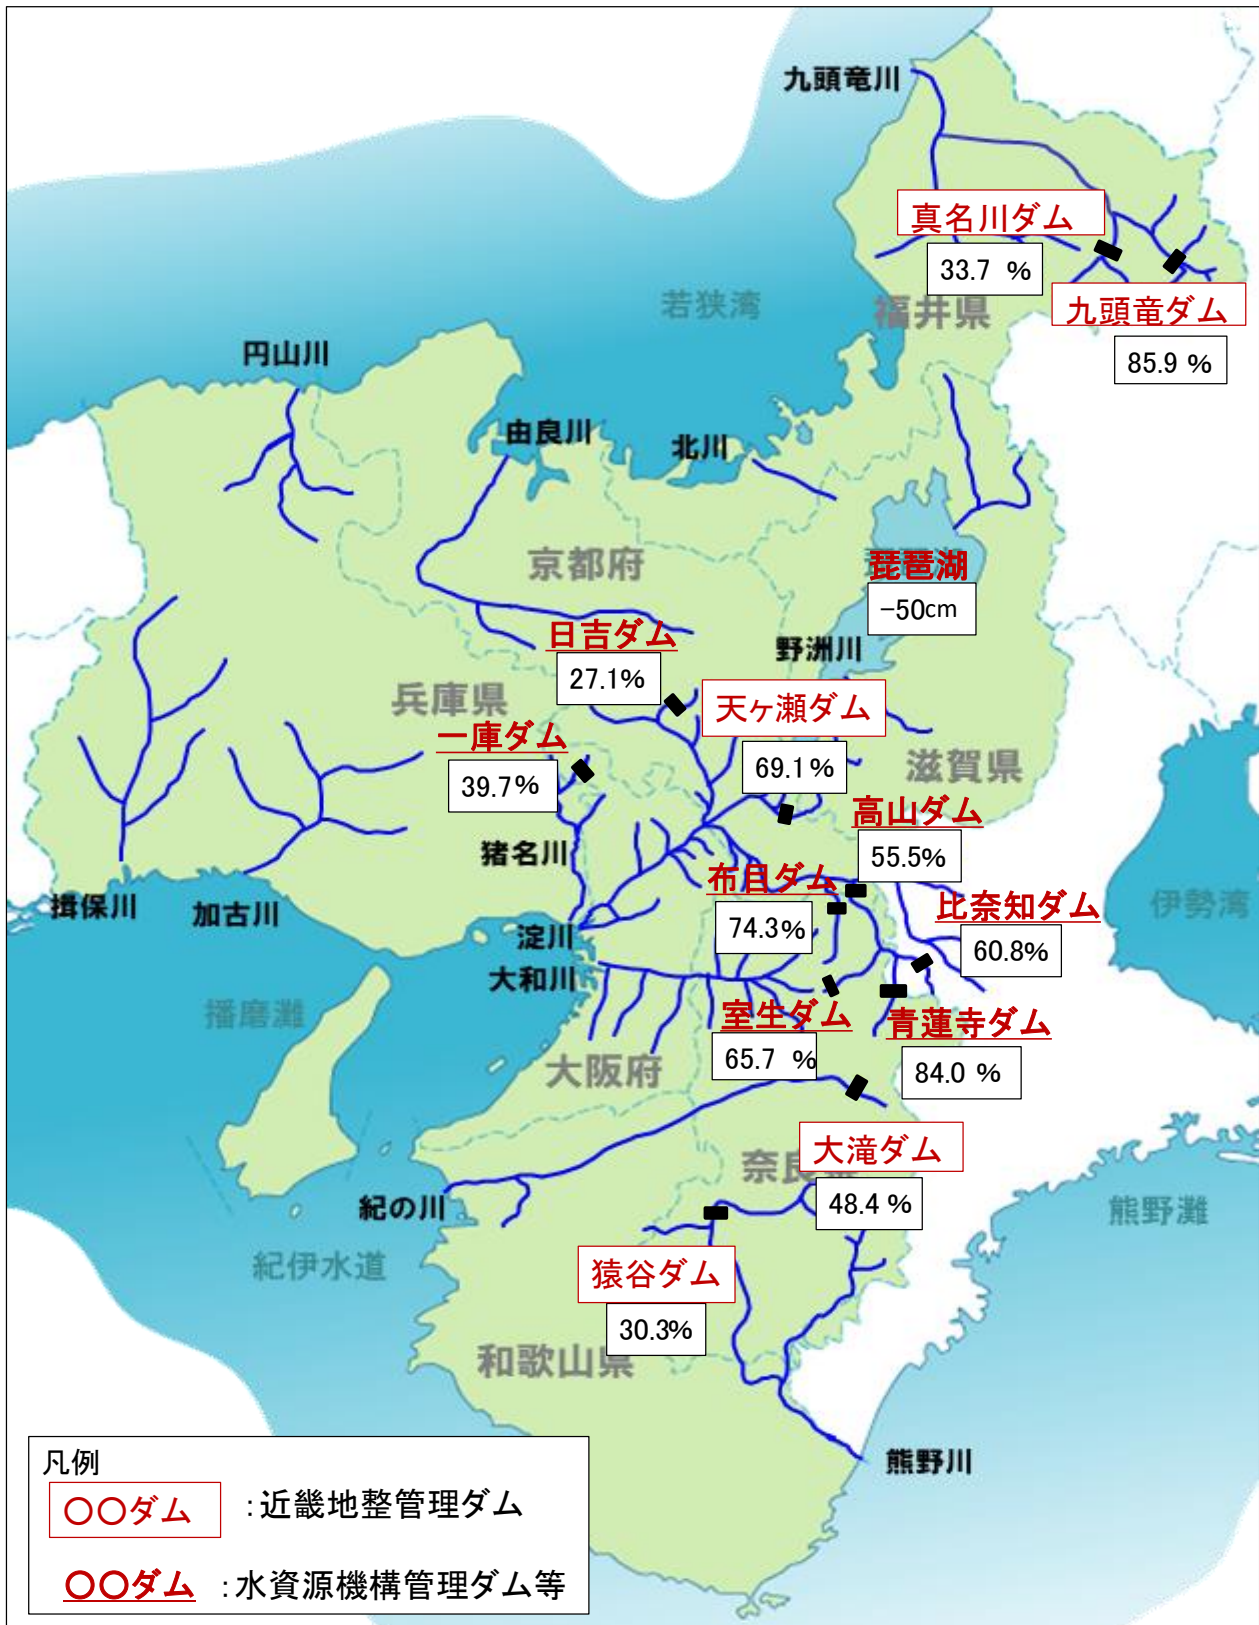 九頭竜川
真名川ダム
33.7 %
九頭竜ダム
85.9 %
若狭湾
福井県
円山川
由良川
北川
京都府
琵琶湖
-50cm
日吉ダム
27.1%
野洲川
兵庫県
天ヶ瀬ダム
69.1%
滋賀県
一庫ダム
39.7%
高山ダム
55.5%
猪名川
布目ダム
74.3%
比奈知ダム
60.8%
揖保川
加古川
伊勢湾
淀川
大和川
播磨灘
室生ダム
65.7 %
青蓮寺ダム
84.0 %
大阪府
大滝ダム
48.4 %
奈良県
紀の川
熊野灘
紀伊水道
猿谷ダム
30.3%
和歌山県
熊野川
凡例
〇〇ダム :近畿地整管理ダム
〇〇ダム :水資源機構管理ダム等